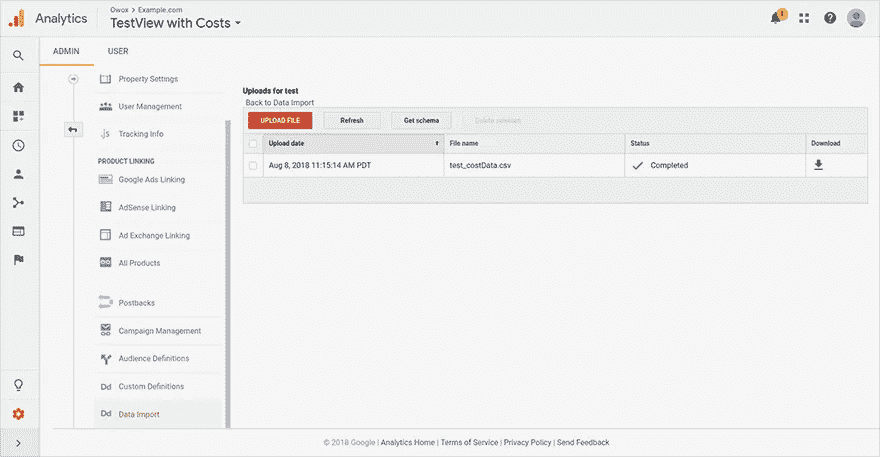 Owox > Example.com
Analytics
TestView with Costs
1
ADMIN
USER
Property Settings
User Management
.js
Tracking Info
PRODUCT LINKING
Google Ads Linking
AdSense Linking
Ad Exchange Linking
All Products
Postbacks
Campaign Management
Audience Definitions
Dd
Custom Definitions
Dd
Data Import
Uploads for test
Back to Data Import
UPLOAD FILE
Refresh
Get schema
Delete selected
Upload date
File name
Status
Download
Aug 8, 2018 11:15:14 AM PDT
test_costData.csv
Completed
© 2018 Google | Analytics Home | Terms of Service | Privacy Policy | Send Feedback